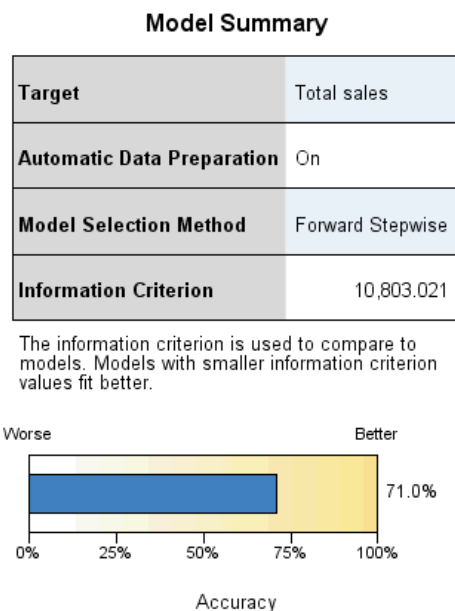 Model Summary
Target Total sales
Automatic Data Preparation On
Model Selection Method Forward Stepwise
Information Criterion 10,803.021
The information criterion is used to compare to
models. Models with smaller information criterion
values fit better.
Worse Better
71.0%
0% 25% 50% 75% 100%
Accuracy